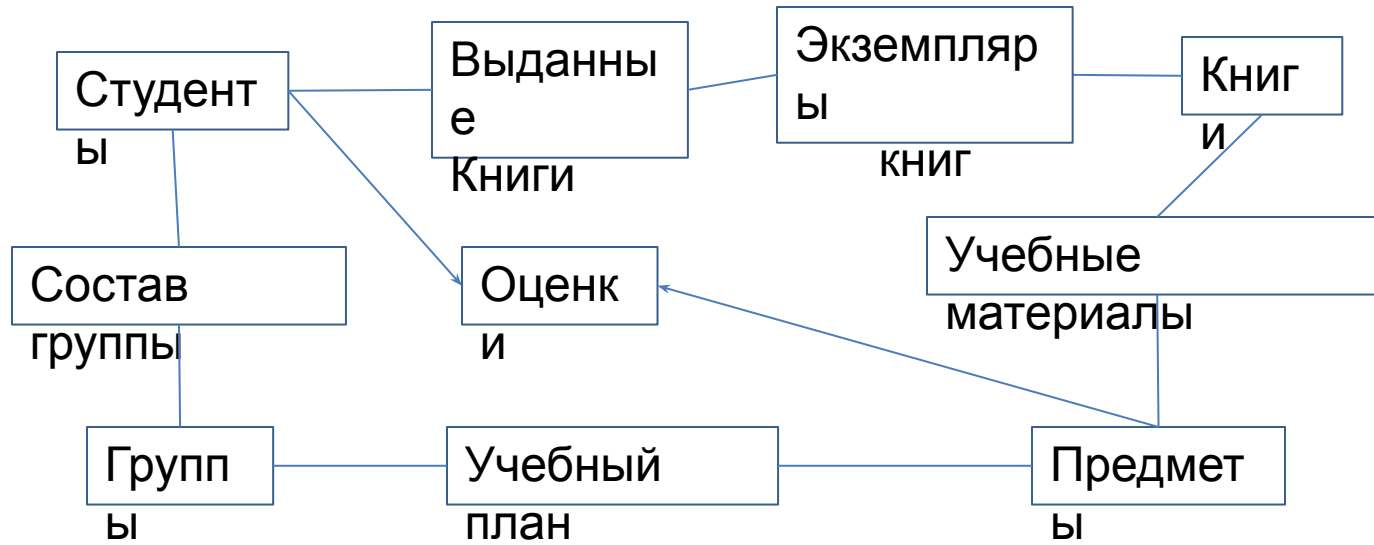 Студент
ы
Выданны
е
Книги
Экземпляр
ы
книг
Книг
и
Состав
группы
Оценк
и
Учебные
материалы
Групп
ы
Учебный
план
Предмет
ы